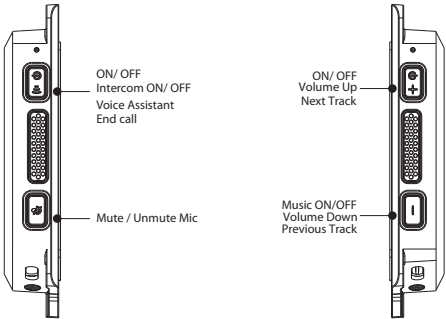 ON/ OFF
Intercom ON/ OFF
Voice Assistant
End call
Mute / Unmute Mic
ON/ OFF
Volume Up
Next Track
Music ON/OFF
Volume Down
Previous Track